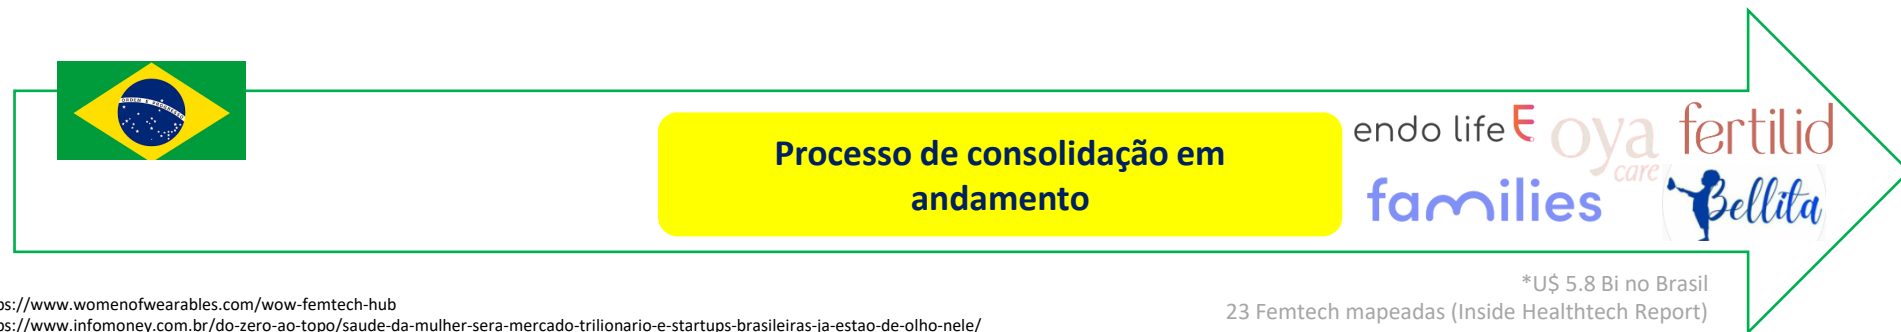 ORDEM E PROGRESSO
Processo de consolidação em
andamento
endo life E
oya
care
fertilid
families
Bellita
*U$ 5.8 Bi no Brasil
23 Femtech mapeadas (Inside Healthtech Report)
ps://www.womenofwearables.com/wow-femtech-hub
ps://www.infomoney.com.br/do-zero-ao-topo/saude-da-mulher-sera-mercado-trilionario-e-startups-brasileiras-ja-estao-de-olho-nele/